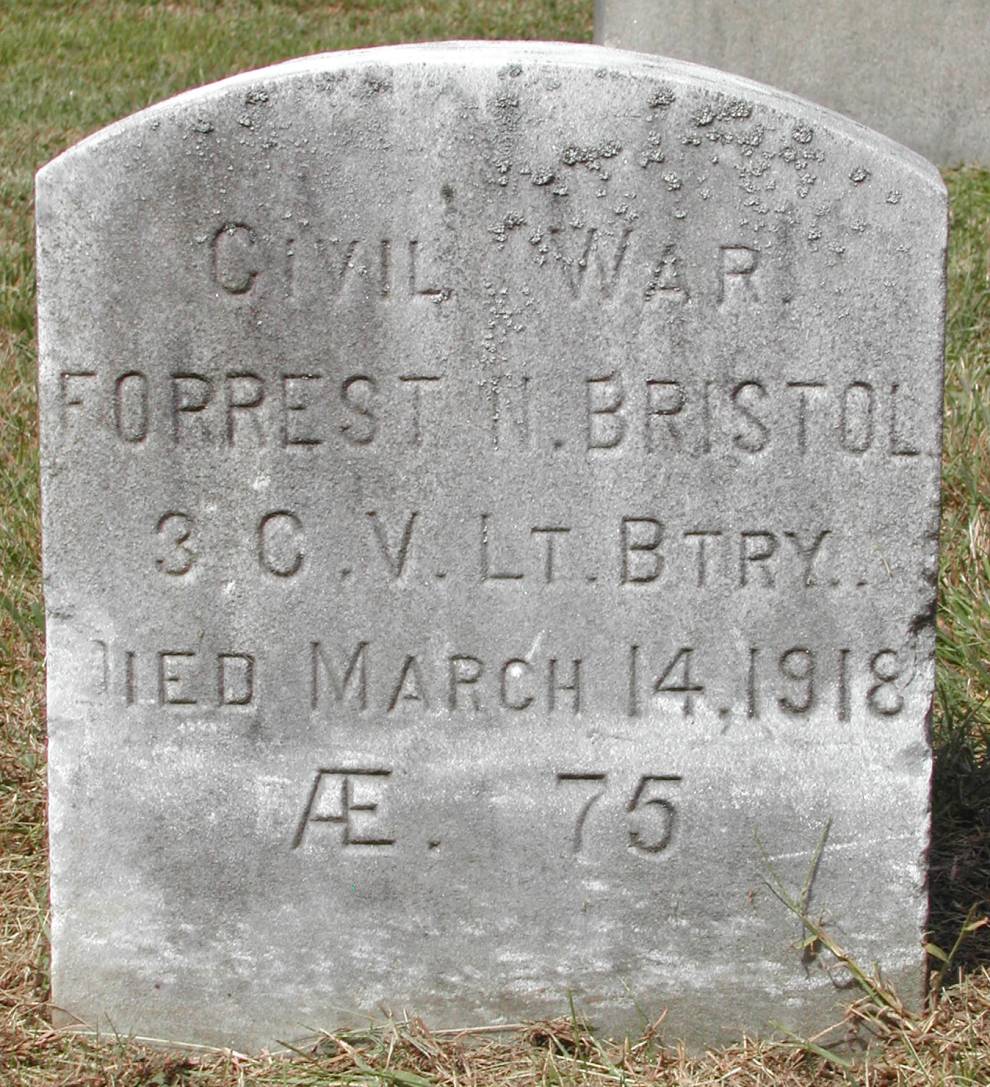 CIVIL WAR.
FORREST N. BRISTOL.
3 C.V. LT. BTRY..
DIED MARCH 14, 1918
Æ. 75